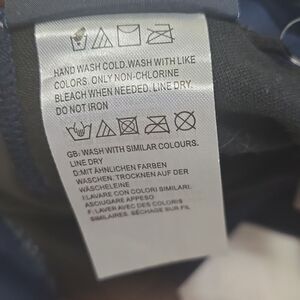 HAND WASH COLD.WASH WITH LIKE
COLORS. ONLY NON-CHLORINE
BLEACH WHEN NEEDED. LINE DRY.
DO NOT IRON
GB: WASH WITH SIMILAR COLOURS.
LINE DRY
D:MIT ÄHNLICHEN FARBEN
WASCHEN. TROCKNEN AUF DER
WÄSCHELEINE
I:LAVARE CON COLORI SIMILARI.
ASCIUGARE APPESO
F: LAVER AVEC DES COLORIS
SIMILAIRES. SÉCHAGE SUR FIL